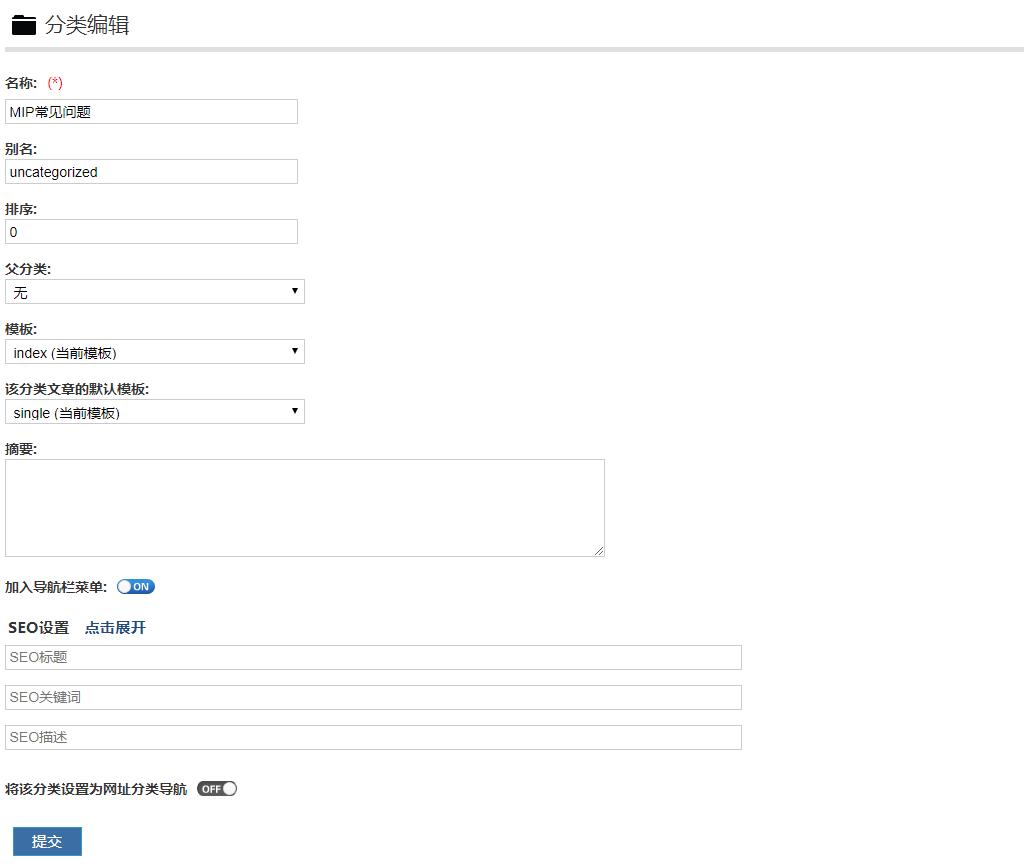 分类编辑
名称: (*)
MIP常见问题
别名:
uncategorized
排序:
0
父分类:
无
模板:
index (当前模板)
该分类文章的默认模板:
single (当前模板)
摘要:
加入导航栏菜单: ON
SEO设置 点击展开
SEO标题
SEO关键词
SEO描述
将该分类设置为网址分类导航 OFF
提交